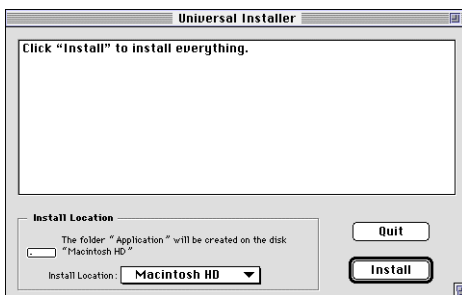 Universal Installer
Click “Install” to install everything.
Install Location
The folder “Application” will be created on the disk
“Macintosh HD”
Install Location: Macintosh HD
Quit
Install